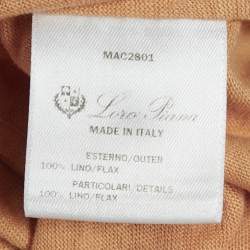 MAC2801
Loro Piana
MADE IN ITALY
ESTERNO/OUTER
100% LINO/FLAX
PARTICOLARI/DETAILS
100% LINO/FLAX